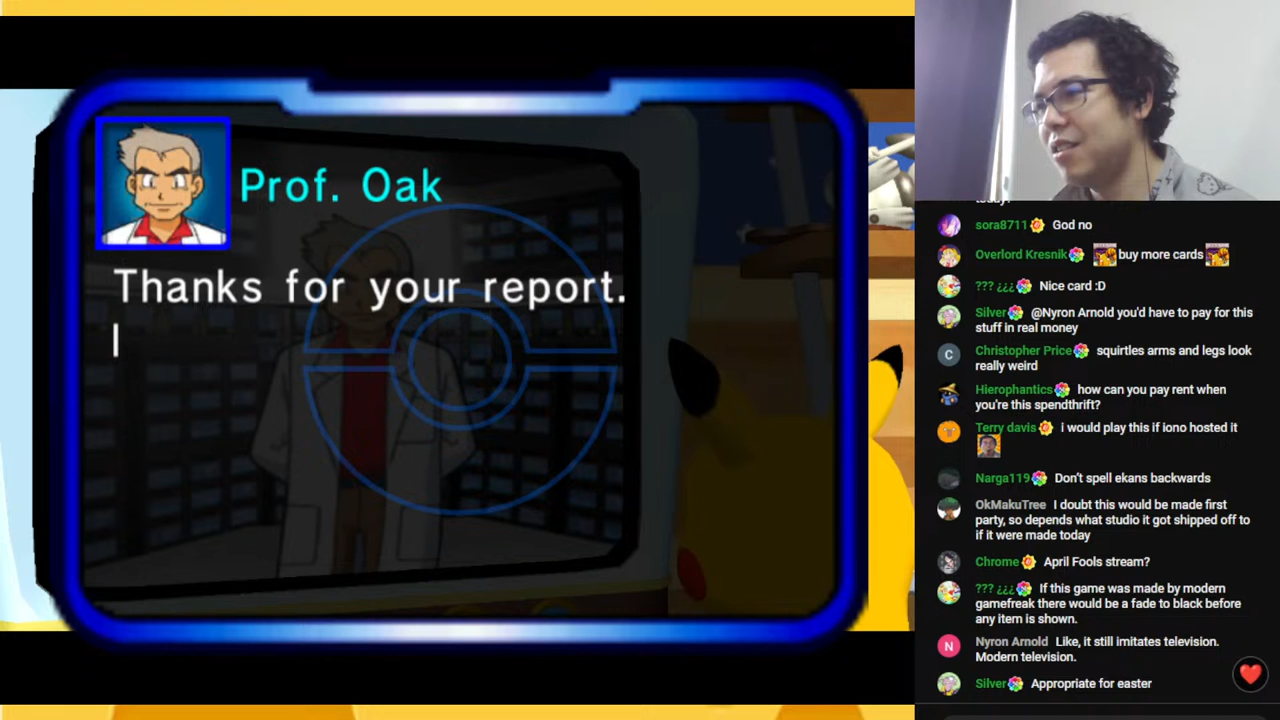 Prof. Oak
Thanks for your report.
I
sora8711 God no
Overlord Kresnik buy more cards
??? ¿¿¿ Nice card :D
Silver @Nyron Arnold you'd have to pay for this
stuff in real money
C Christopher Price squirtles arms and legs look
really weird
Hierophantics how can you pay rent when
you're this spendthrift?
Terry davis i would play this if iono hosted it
Narga119 Don't spell ekans backwards
OkMakuTree I doubt this would be made first
party, so depends what studio it got shipped off to
if it were made today
Chrome April Fools stream?
??? ¿¿¿ If this game was made by modern
gamefreak there would be a fade to black before
any item is shown.
N Nyron Arnold Like, it still imitates television.
Modern television.
Silver Appropriate for easter